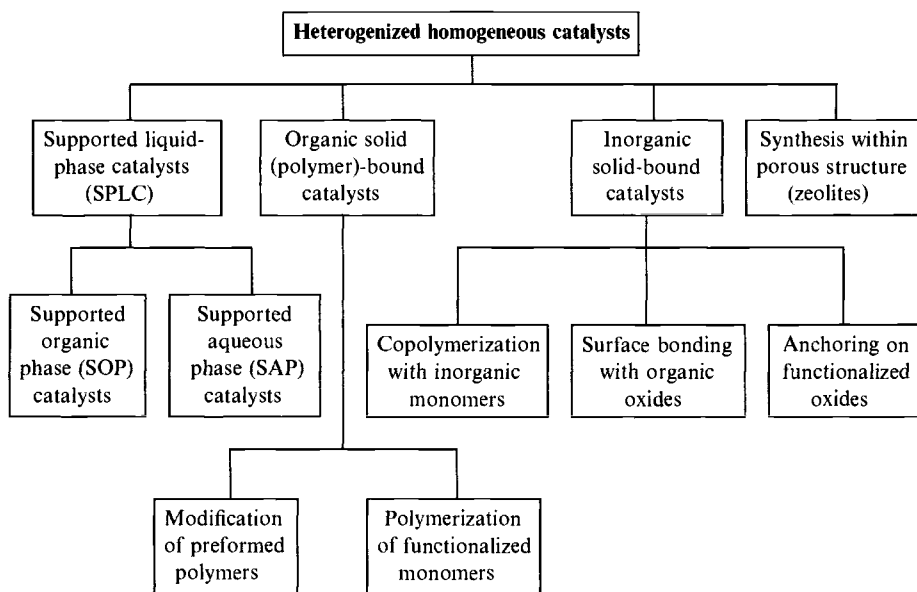 Heterogenized homogeneous catalysts
Supported liquid-
phase catalysts
(SPLC)
Organic solid
(polymer)-bound
catalysts
Inorganic
solid-bound
catalysts
Synthesis within
porous structure
(zeolites)
Supported
organic
phase (SOP)
catalysts
Supported
aqueous
phase (SAP)
catalysts
Copolymerization
with inorganic
monomers
Surface bonding
with organic
oxides
Anchoring on
functionalized
oxides
Modification
of preformed
polymers
Polymerization
of functionalized
monomers